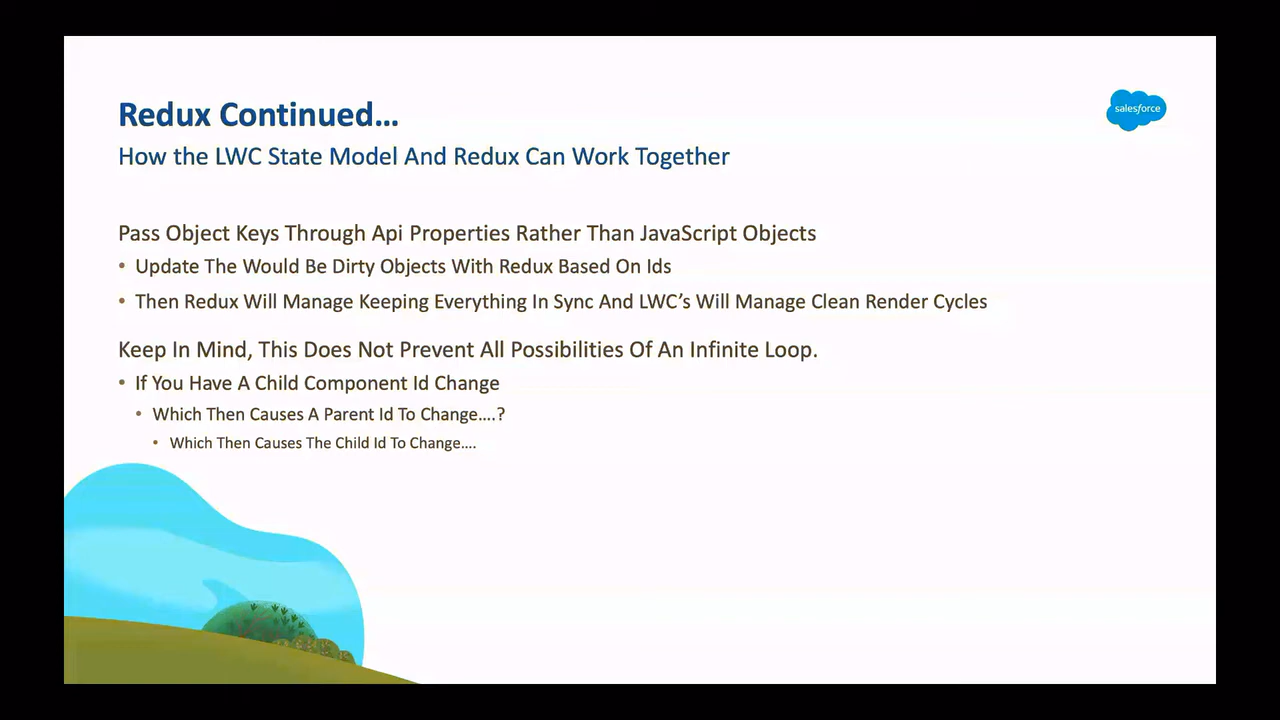 Redux Continued...
salesforce
How the LWC State Model And Redux Can Work Together
Pass Object Keys Through Api Properties Rather Than JavaScript Objects
• Update The Would Be Dirty Objects With Redux Based On Ids
• Then Redux Will Manage Keeping Everything In Sync And LWC’s Will Manage Clean Render Cycles
Keep In Mind, This Does Not Prevent All Possibilities Of An Infinite Loop.
• If You Have A Child Component Id Change
• Which Then Causes A Parent Id To Change....?
• Which Then Causes The Child Id To Change....